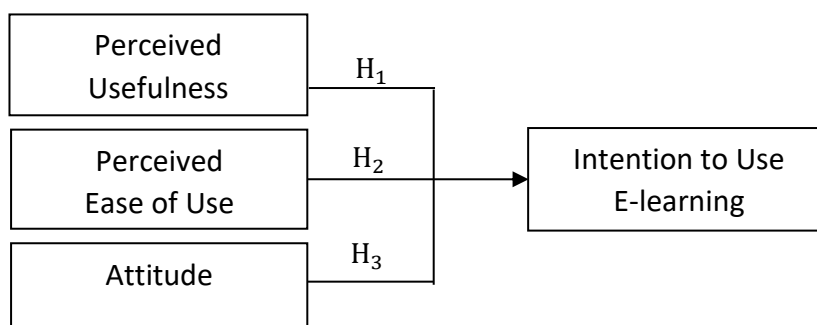 Perceived
Usefulness
H₁
Perceived
Ease of Use
H₂
Attitude
H₃
Intention to Use
E-learning